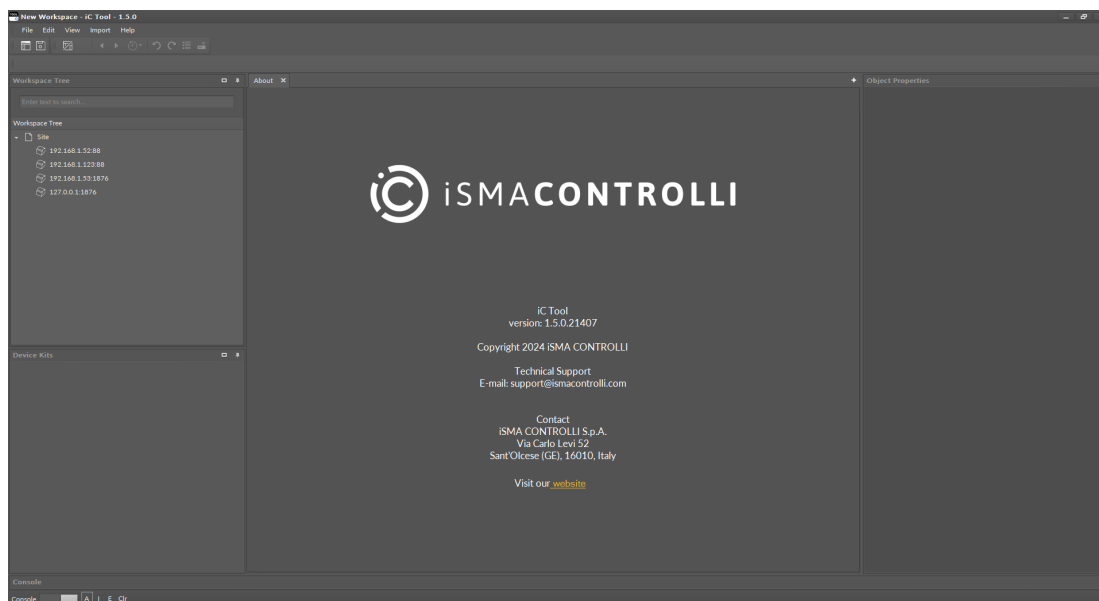 New Workspace - iC Tool - 1.5.0
File Edit View Import Help
Workspace Tree
About
Object Properties
Enter text to search...
Workspace Tree
Site
192.168.1.52:88
192.168.1.123:88
192.168.1.53:1876
127.0.0.1:1876
iSMACONTROLLI
iC Tool
version: 1.5.0.21407
Copyright 2024 iSMA CONTROLLI
Technical Support
E-mail: support@ismacontrolli.com
Contact
iSMA CONTROLLI S.p.A.
Via Carlo Levi 52
Sant'Olcese (GE), 16010, Italy
Visit our website
Device Kits
Console
Console A I E Clr